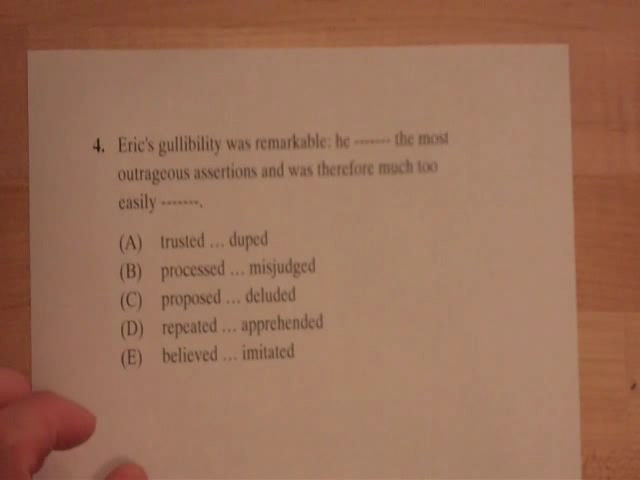 4. Eric's gullibility was remarkable: he ------- the most
outrageous assertions and was therefore much too
easily -------.
(A) trusted ... duped
(B) processed ... misjudged
(C) proposed ... deluded
(D) repeated ... apprehended
(E) believed ... imitated